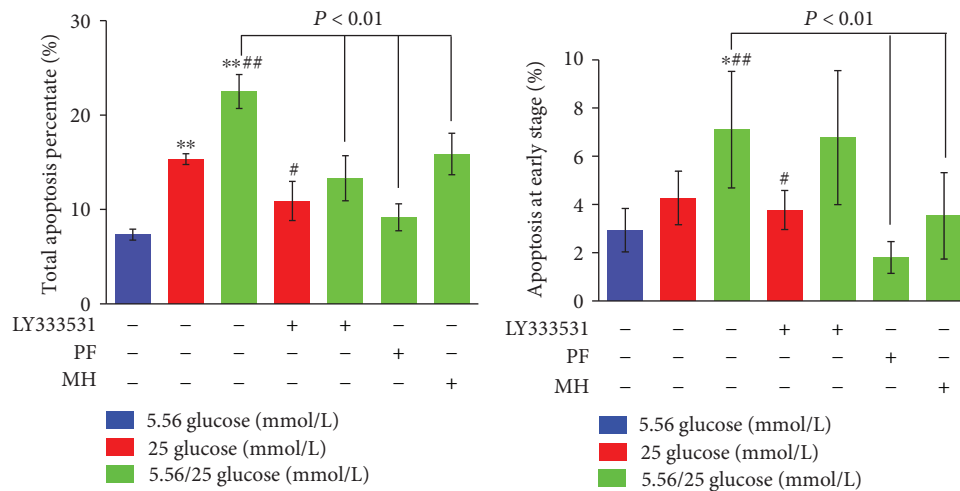 P < 0.01
30
20
10
0
Total apoptosis percentate (%)
**
**##
#
LY333531 – – – + + – –
PF – – – – – + –
MH – – – – – – +
5.56 glucose (mmol/L)
25 glucose (mmol/L)
5.56/25 glucose (mmol/L)
P < 0.01
10
8
6
4
2
0
Apoptosis at early stage (%)
*##
#
LY333531 – – – + + – –
PF – – – – – + –
MH – – – – – – +
5.56 glucose (mmol/L)
25 glucose (mmol/L)
5.56/25 glucose (mmol/L)